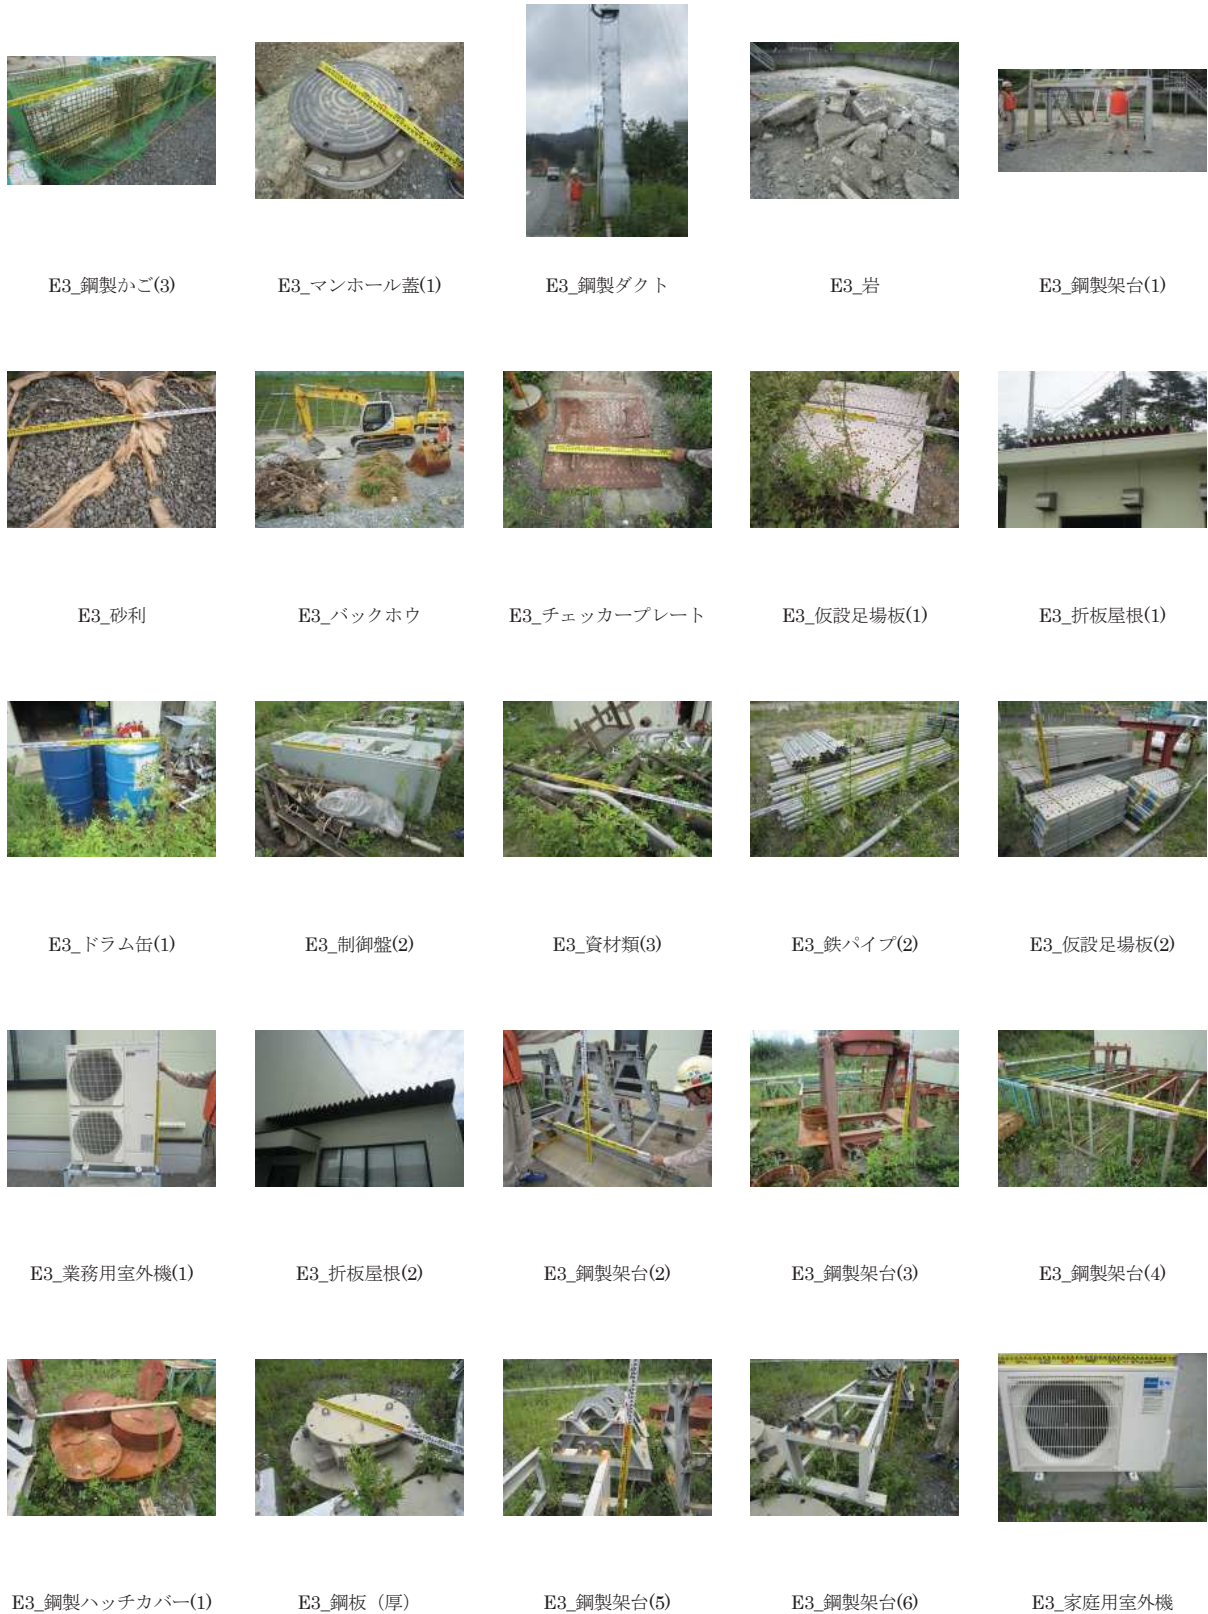 E3_鋼製かご(3)
E3_マンホール蓋(1)
E3_鋼製ダクト
E3_岩
E3_鋼製架台(1)
E3_砂利
E3_バックホウ
E3_チェッカープレート
E3_仮設足場板(1)
E3_折板屋根(1)
E3_ドラム缶(1)
E3_制御盤(2)
E3_資材類(3)
E3_鉄パイプ(2)
E3_仮設足場板(2)
E3_業務用室外機(1)
E3_折板屋根(2)
E3_鋼製架台(2)
E3_鋼製架台(3)
E3_鋼製架台(4)
E3_鋼製ハッチカバー(1)
E3_鋼板（厚）
E3_鋼製架台(5)
E3_鋼製架台(6)
E3_家庭用室外機